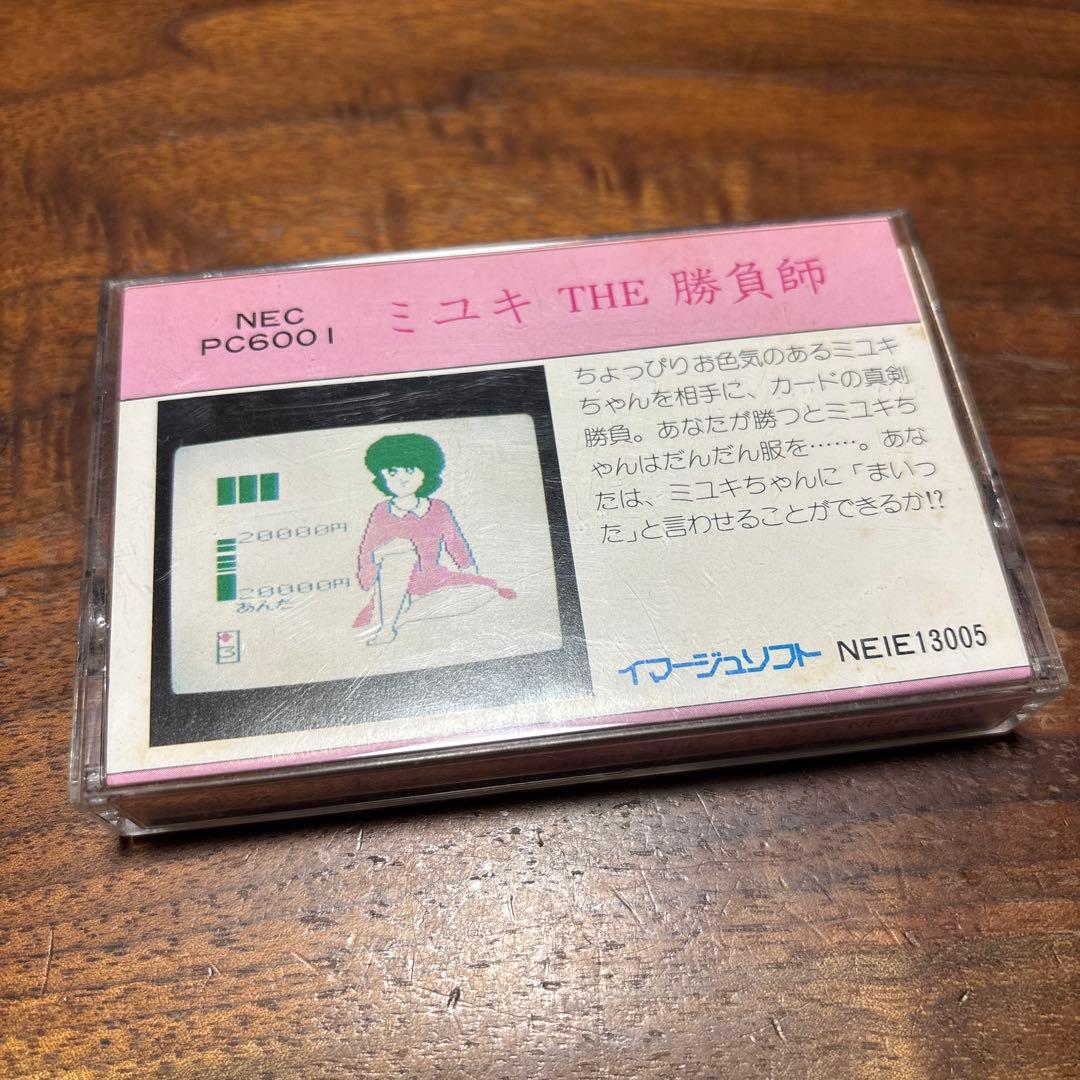 NEC
PC6001
ミユキ THE 勝負師
ちょっぴりお色気のあるミユキ
ちゃんを相手に、カードの真剣
勝負。あなたが勝つとミユキち
ゃんはだんだん服を……。あな
たは、ミユキちゃんに「まいっ
た」と言わせることができるか!?
20000円
20000円
あんた
3
イマージュソフト NEIE13005